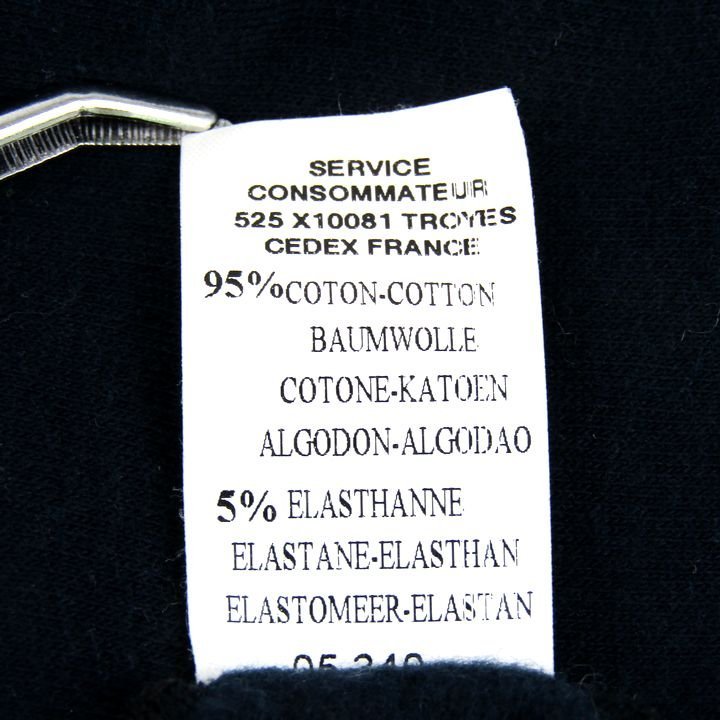 SERVICE
CONSOMMATEUR
525 X10081 TROYES
CEDEX FRANCE
95% COTON-COTTON
BAUMWOLLE
COTONE-KATOEN
ALGODON-ALGODAO
5% ELASTHANNE
ELASTANE-ELASTHAN
ELASTOMEER-ELASTAN